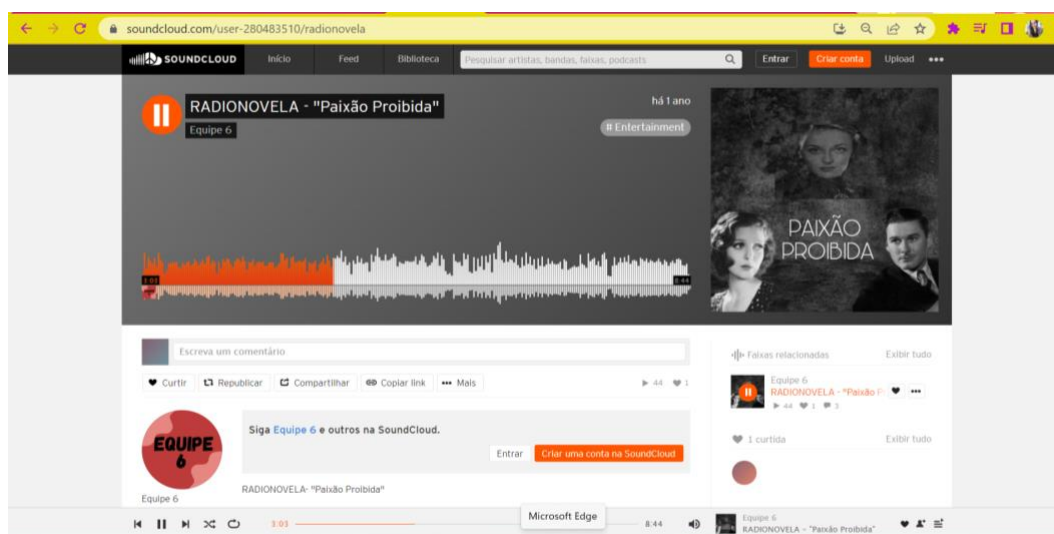 soundcloud.com/user-280483510/radionovela
SOUNDCLOUD
Início
Feed
Biblioteca
Pesquisar artistas, bandas, faixas, podcasts
Entrar
Criar conta
Upload
RADIONOVELA - "Paixão Proibida"
Equipe 6
há 1 ano
# Entertainment
PAIXÃO
PROIBIDA
3:03
8:44
Escreva um comentário
Curtir
Republicar
Compartilhar
Copiar link
Mais
44
1
EQUIPE
6
Equipe 6
Siga Equipe 6 e outros na SoundCloud.
Entrar
Criar uma conta na SoundCloud
RADIONOVELA- "Paixão Proibida"
Faixas relacionadas
Exibir tudo
Equipe 6
RADIONOVELA - "Paixão
44 1 3
1 curtida
Exibir tudo
3:03
Microsoft Edge
8:44
Equipe 6
RADIONOVELA - "Paixão Proibida"